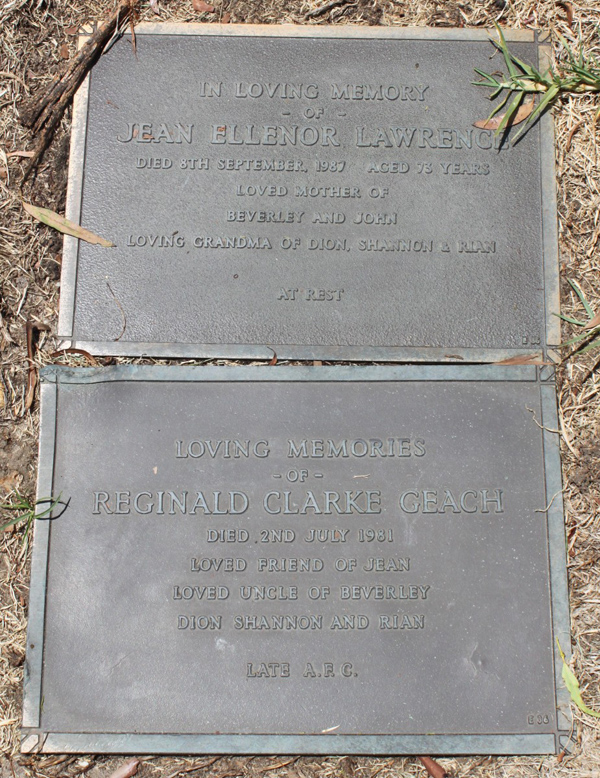 IN LOVING MEMORY
- OF -
JEAN ELLENOR LAWRENCE
DIED 8TH SEPTEMBER, 1987 AGED 73 YEARS
LOVED MOTHER OF
BEVERLEY AND JOHN
LOVING GRANDMA OF DION, SHANNON & RIAN
AT REST
LOVING MEMORIES
- OF -
REGINALD CLARKE GEACH
DIED 2ND JULY 1981
LOVED FRIEND OF JEAN
LOVED UNCLE OF BEVERLEY
DION SHANNON AND RIAN
LATE A.F.C.